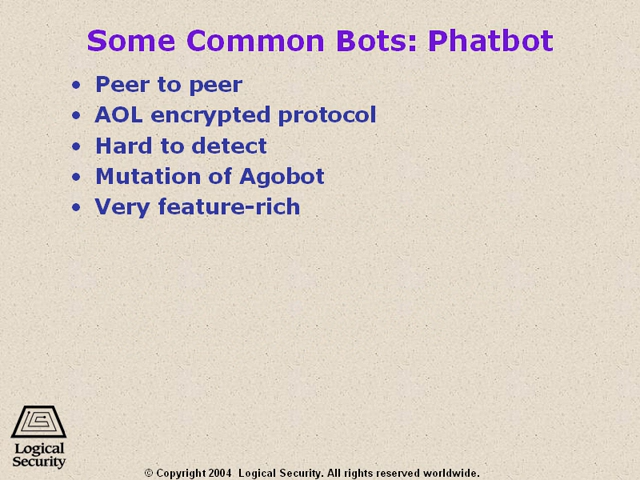 Some Common Bots: Phatbot
• Peer to peer
• AOL encrypted protocol
• Hard to detect
• Mutation of Agobot
• Very feature-rich
Logical
Security
© Copyright 2004 Logical Security. All rights reserved worldwide.